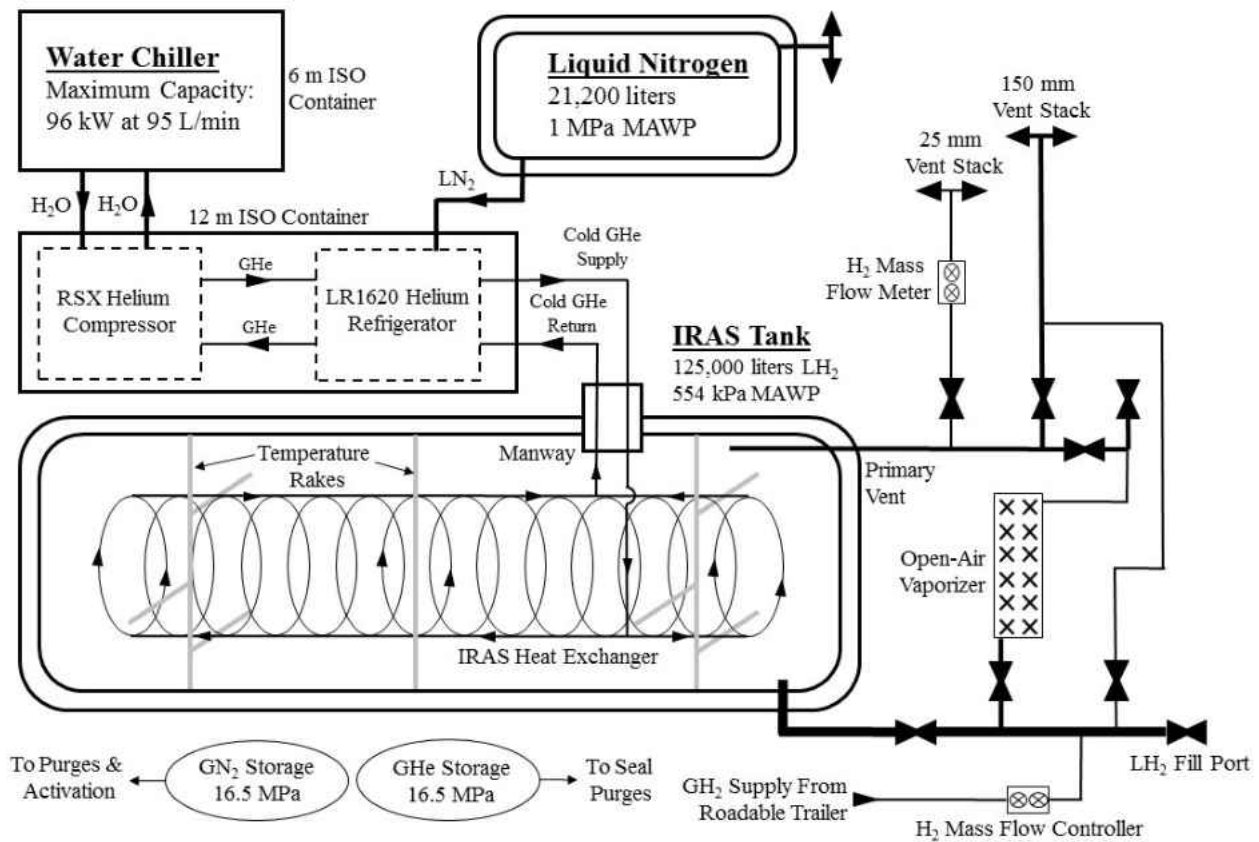 Water Chiller
Maximum Capacity:
96 kW at 95 L/min
6 m ISO
Container
Liquid Nitrogen
21,200 liters
1 MPa MAWP
150 mm
Vent Stack
25 mm
Vent Stack
LN₂
H₂O
H₂O
12 m ISO Container
Cold GHe
Supply
GHe
RSX Helium
Compressor
LR1620 Helium
Refrigerator
Cold GHe
Return
GHe
H₂ Mass
Flow Meter
IRAS Tank
125,000 liters LH₂
554 kPa MAWP
Temperature
Rakes
Manway
Primary
Vent
Open-Air
Vaporizer
IRAS Heat Exchanger
To Purges &
Activation
GN₂ Storage
16.5 MPa
GHe Storage
16.5 MPa
To Seal
Purges
GH₂ Supply From
Roadable Trailer
LH₂ Fill Port
H₂ Mass Flow Controller